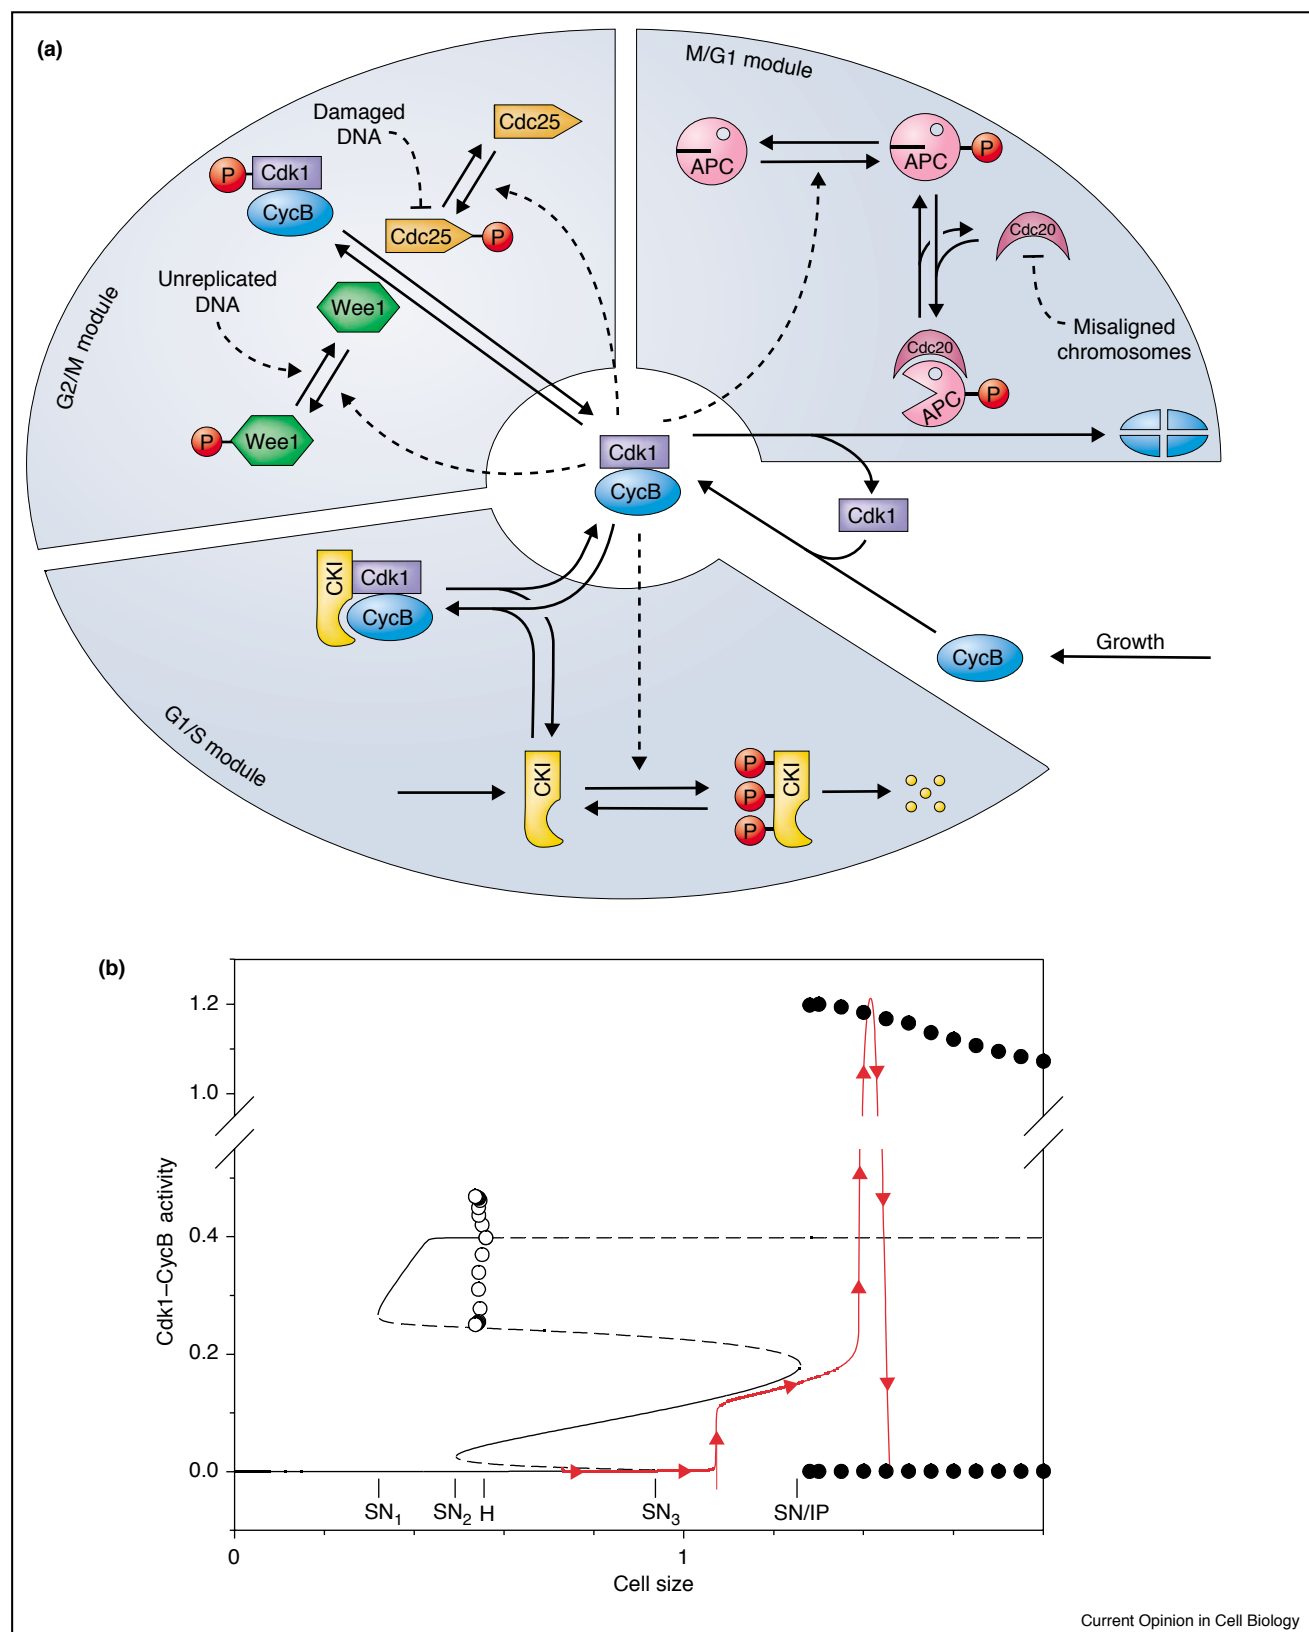 (a)
M/G1 module
Damaged
DNA
Cdc25
P
Cdk1
CycB
Cdc25
P
APC
APC
P
Cdc20
Unreplicated
DNA
Wee1
G2/M module
Misaligned
chromosomes
Cdc20
APC
P
P
Wee1
Cdk1
CycB
Cdk1
CKI
Cdk1
CycB
CycB
Growth
G1/S module
CKI
P
P
P
CKI
(b)
1.2
1.0
Cdk1–CycB activity
0.4
0.2
0.0
SN1
SN2
H
SN3
SN/IP
0
1
Cell size
Current Opinion in Cell Biology